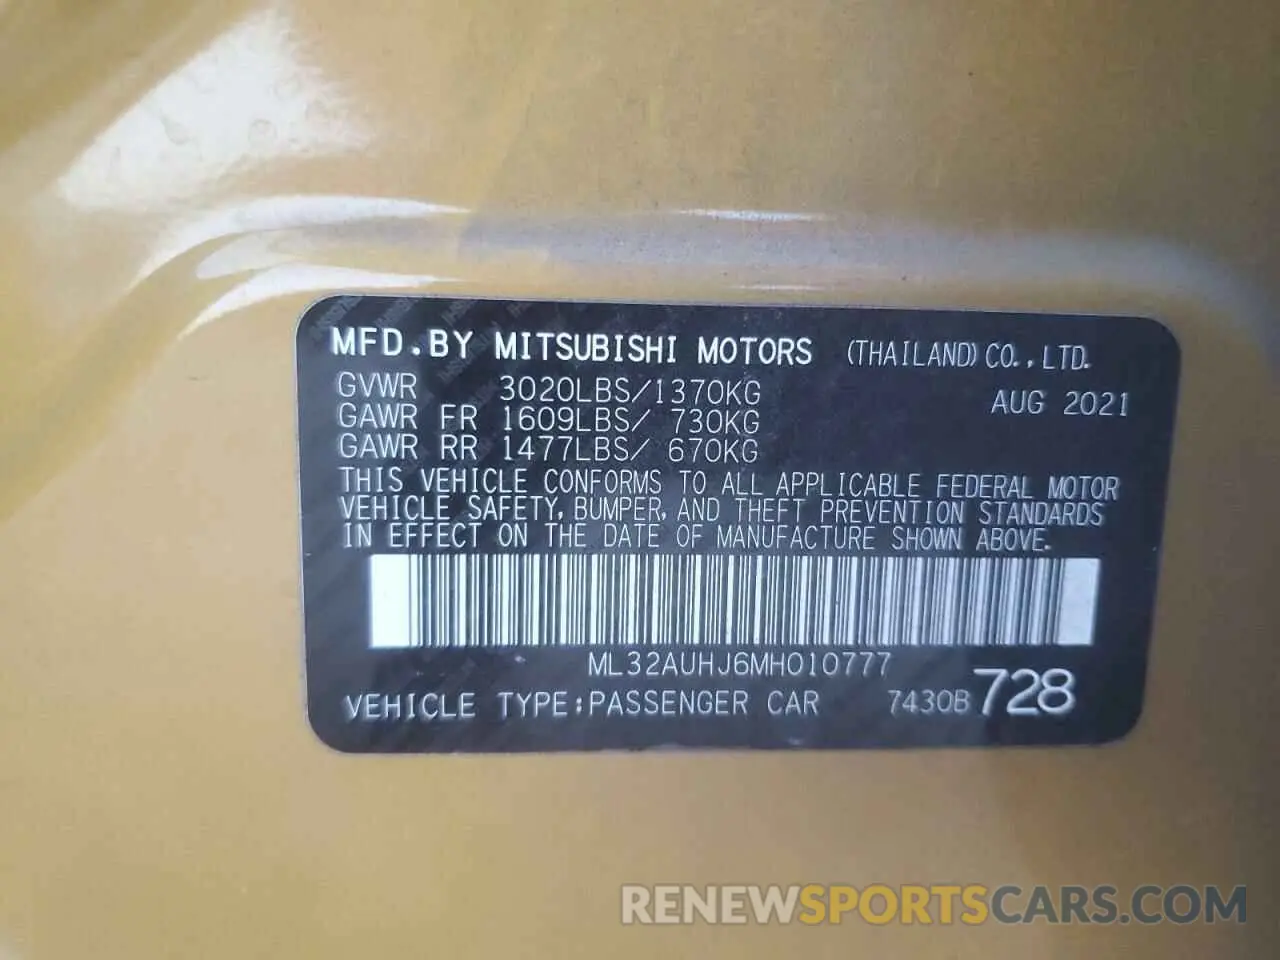 MFD.BY MITSUBISHI MOTORS (THAILAND) CO.,LTD.
GVWR 3020LBS/1370KG AUG 2021
GAWR FR 1609LBS/ 730KG
GAWR RR 1477LBS/ 670KG
THIS VEHICLE CONFORMS TO ALL APPLICABLE FEDERAL MOTOR
VEHICLE SAFETY, BUMPER, AND THEFT PREVENTION STANDARDS
IN EFFECT ON THE DATE OF MANUFACTURE SHOWN ABOVE.
ML32AUHJ6MH010777
VEHICLE TYPE:PASSENGER CAR 7430B 728
RENEWSPORTSCARS.COM